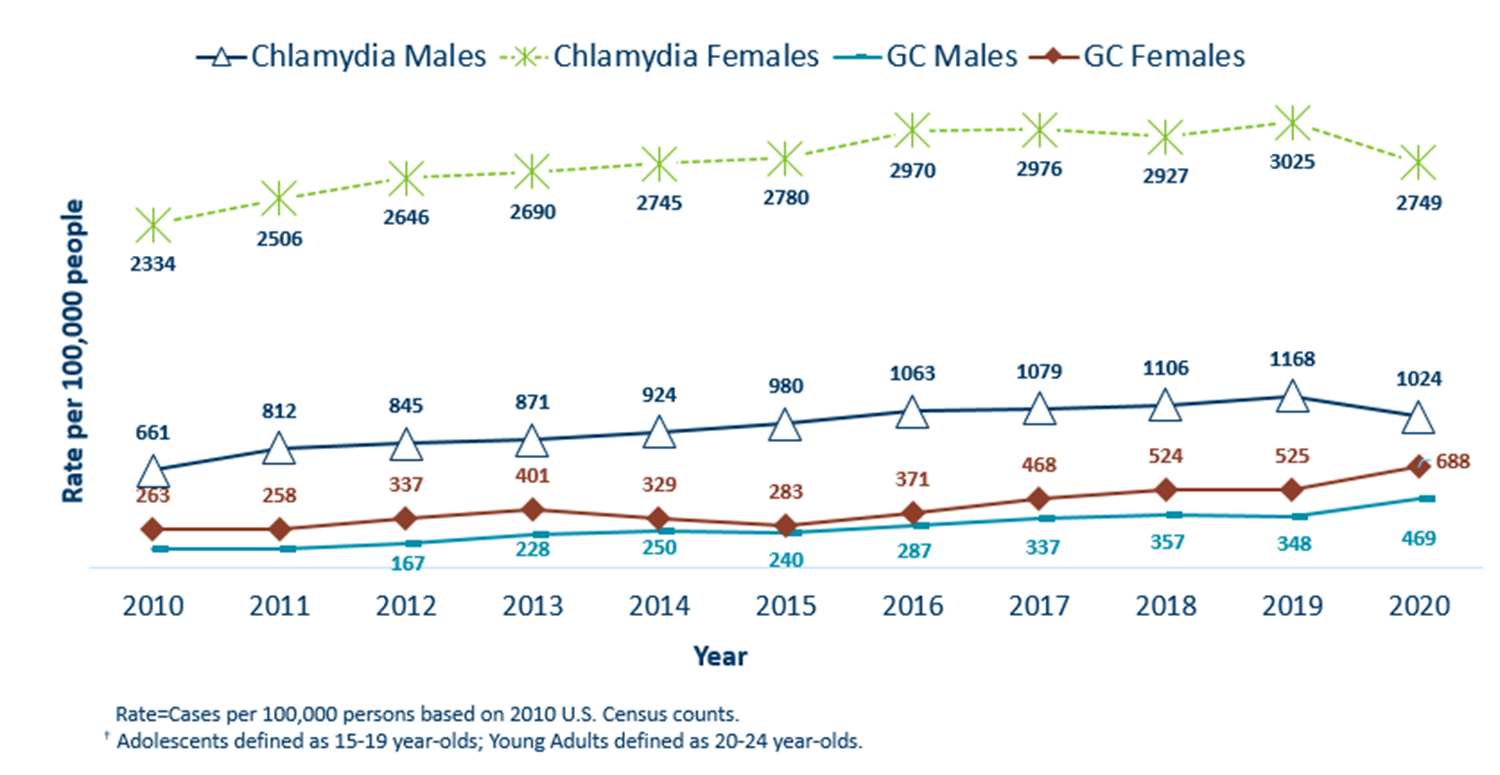 Chlamydia Males Chlamydia Females GC Males GC Females
Rate per 100,000 people
2334 2506 2646 2690 2745 2780 2970 2976 2927 3025 2749
661 812 845 871 924 980 1063 1079 1106 1168 1024
263 258 337 401 329 283 371 468 524 525 688
167 228 250 240 287 337 357 348 469
2010 2011 2012 2013 2014 2015 2016 2017 2018 2019 2020
Year
Rate=Cases per 100,000 persons based on 2010 U.S. Census counts.
† Adolescents defined as 15-19 year-olds; Young Adults defined as 20-24 year-olds.